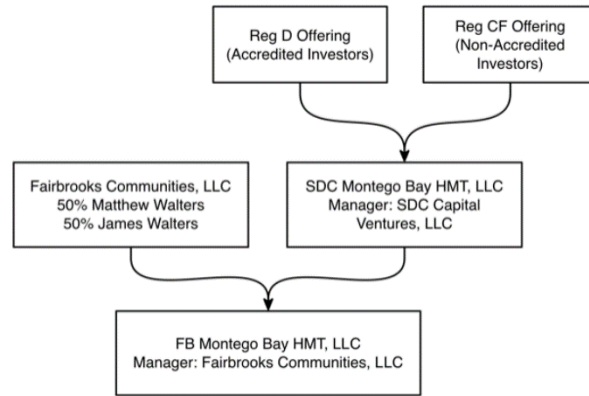 Reg D Offering
(Accredited Investors)
Reg CF Offering
(Non-Accredited
Investors)
Fairbrooks Communities, LLC
50% Matthew Walters
50% James Walters
SDC Montego Bay HMT, LLC
Manager: SDC Capital
Ventures, LLC
FB Montego Bay HMT, LLC
Manager: Fairbrooks Communities, LLC